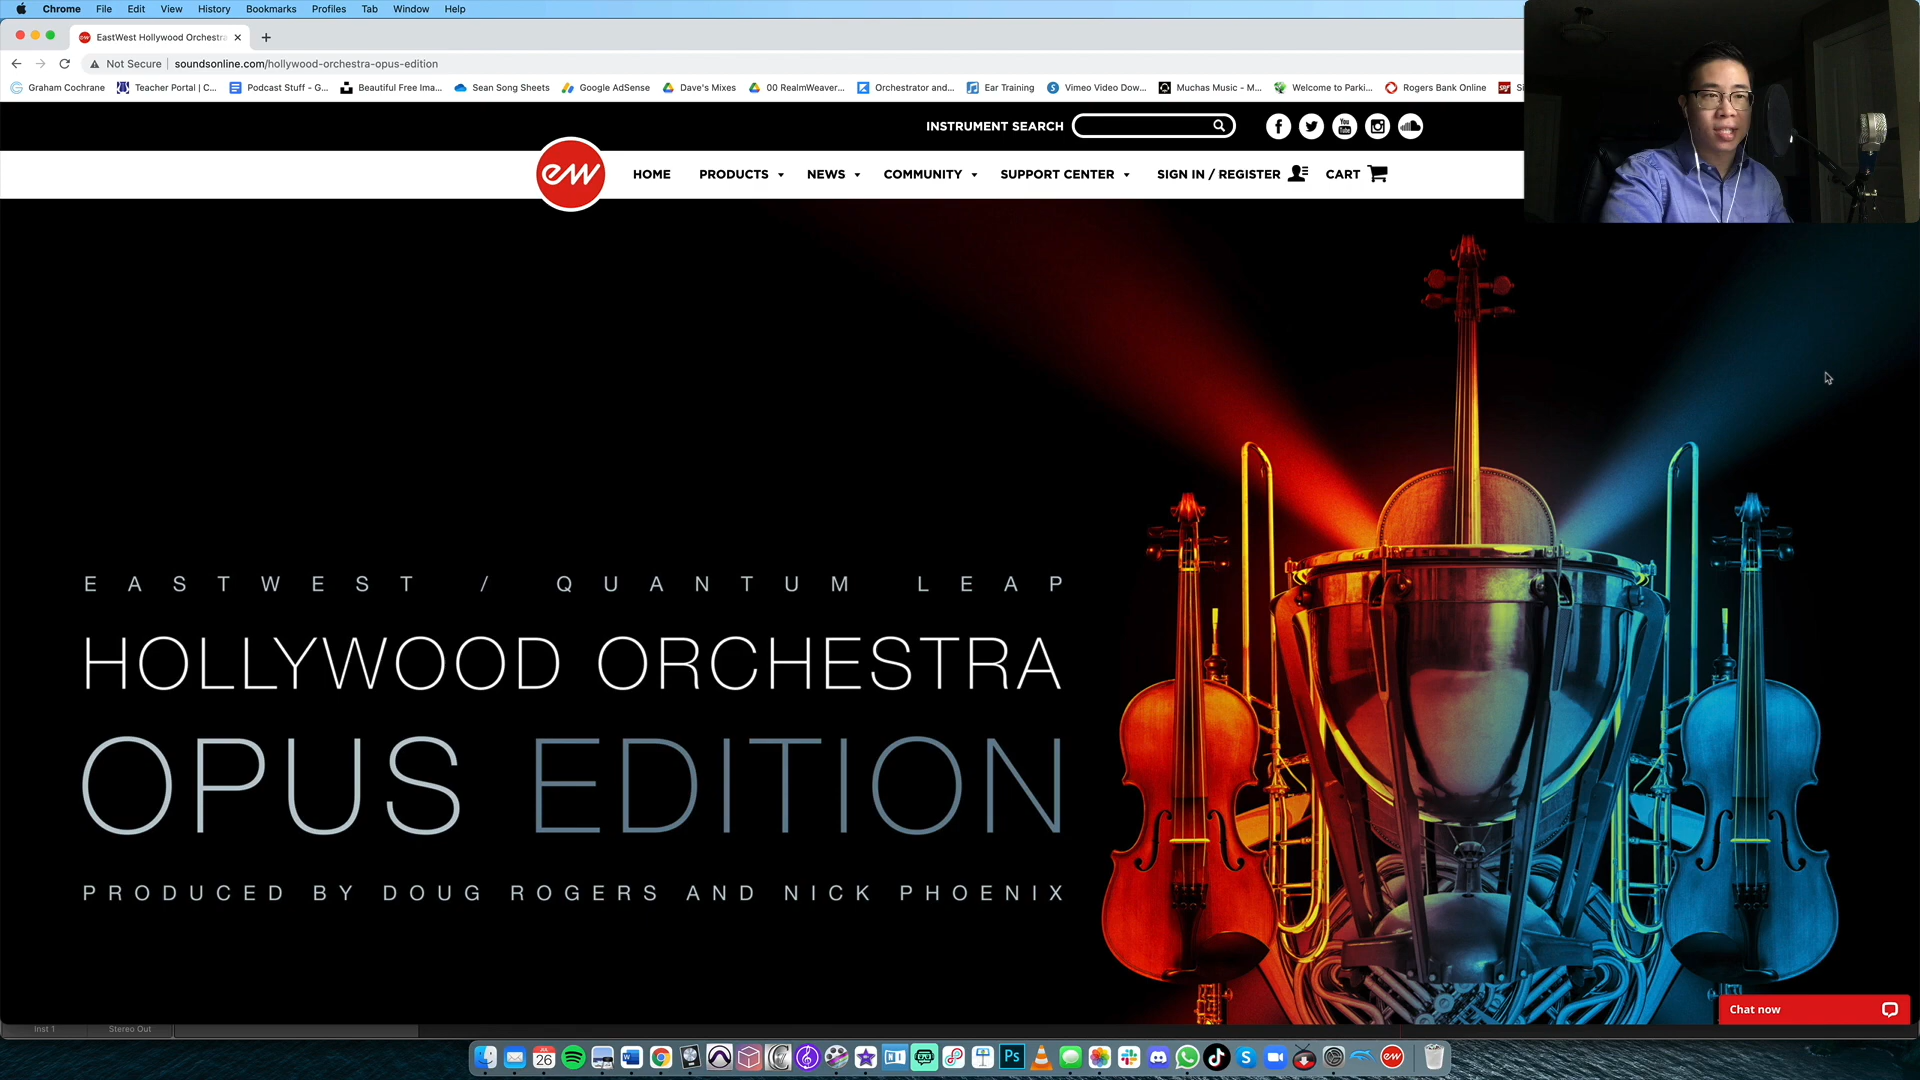 Chrome File Edit View History Bookmarks Profiles Tab Window Help
EastWest Hollywood Orchestra
Not Secure soundsonline.com/hollywood-orchestra-opus-edition
Graham Cochrane Teacher Portal | C... Podcast Stuff - G... Beautiful Free Ima... Sean Song Sheets Google AdSense Dave's Mixes 00 RealmWeaver... Orchestrator and... Ear Training Vimeo Video Dow... Muchas Music - M... Welcome to Parki... Rogers Bank Online
INSTRUMENT SEARCH
ew HOME PRODUCTS NEWS COMMUNITY SUPPORT CENTER SIGN IN / REGISTER CART
EASTWEST / QUANTUM LEAP
HOLLYWOOD ORCHESTRA
OPUS EDITION
PRODUCED BY DOUG ROGERS AND NICK PHOENIX
Chat now
Inst 1 Stereo Out